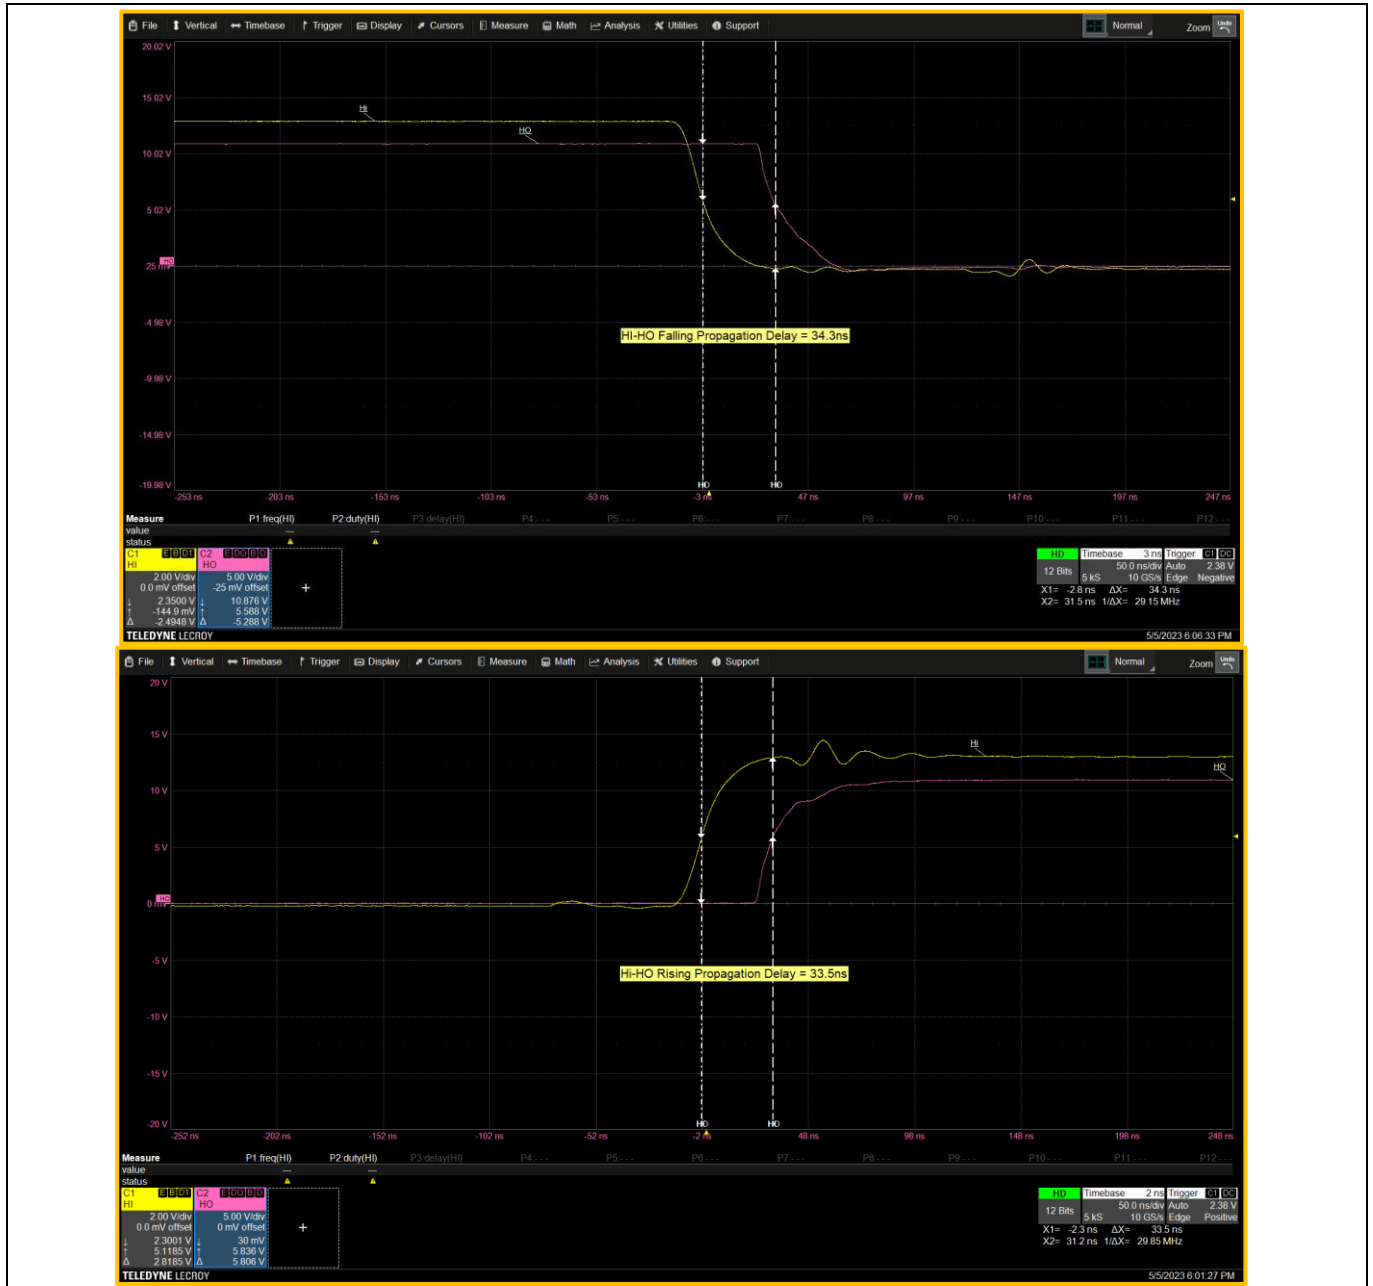 File Vertical Timebase Trigger Display Cursors Measure Math Analysis Utilities Support Normal Zoom Undo
20.02 V
15.02 V
Hi
HO
10.02 V
5.02 V
HO
-4.98 V
HI-HO Falling Propagation Delay = 34.3ns
-9.98 V
-14.98 V
-19.98 V
HO HO
-253 ns -203 ns -153 ns -103 ns -53 ns -3 ns 47 ns 97 ns 147 ns 197 ns 247 ns
Measure P1:freq(HI) P2:duty(HI) P3:delay(HI) P4:--- P5:--- P6:--- P7:--- P8:--- P9:--- P10:--- P11:--- P12:---
value --- ---
status
C1 C2 HD Timebase 3 ns Trigger C1 DC
HI HO 12 Bits 50.0 ns/div Auto 2.38 V
2.00 V/div 5.00 V/div 5 kS 10 GS/s Edge Negative
0.0 mV offset -25 mV offset X1= -2.8 ns ΔX= 34.3 ns
2.3500 V 10.876 V X2= 31.5 ns 1/ΔX= 29.15 MHz
-144.9 mV 5.588 V
Δ -2.4948 V Δ -5.288 V
TELEDYNE LECROY 5/5/2023 6:06:33 PM
File Vertical Timebase Trigger Display Cursors Measure Math Analysis Utilities Support Normal Zoom Undo
20 V
15 V
Hi
HO
10 V
5 V
HO
-5 V
Hi-HO Rising Propagation Delay = 33.5ns
-10 V
-15 V
-20 V
HO HO
-252 ns -202 ns -152 ns -102 ns -52 ns -2 ns 48 ns 98 ns 148 ns 198 ns 248 ns
Measure P1:freq(HI) P2:duty(HI) P3:delay(HI) P4:--- P5:--- P6:--- P7:--- P8:--- P9:--- P10:--- P11:--- P12:---
value --- ---
status
C1 C2 HD Timebase 2 ns Trigger C1 DC
HI HO 12 Bits 50.0 ns/div Auto 2.38 V
2.00 V/div 5.00 V/div 5 kS 10 GS/s Edge Positive
0.0 mV offset 0 mV offset X1= -2.3 ns ΔX= 33.5 ns
2.3001 V 30 mV X2= 31.2 ns 1/ΔX= 29.85 MHz
5.1185 V 5.836 V
Δ 2.8185 V Δ 5.806 V
TELEDYNE LECROY 5/5/2023 6:01:27 PM